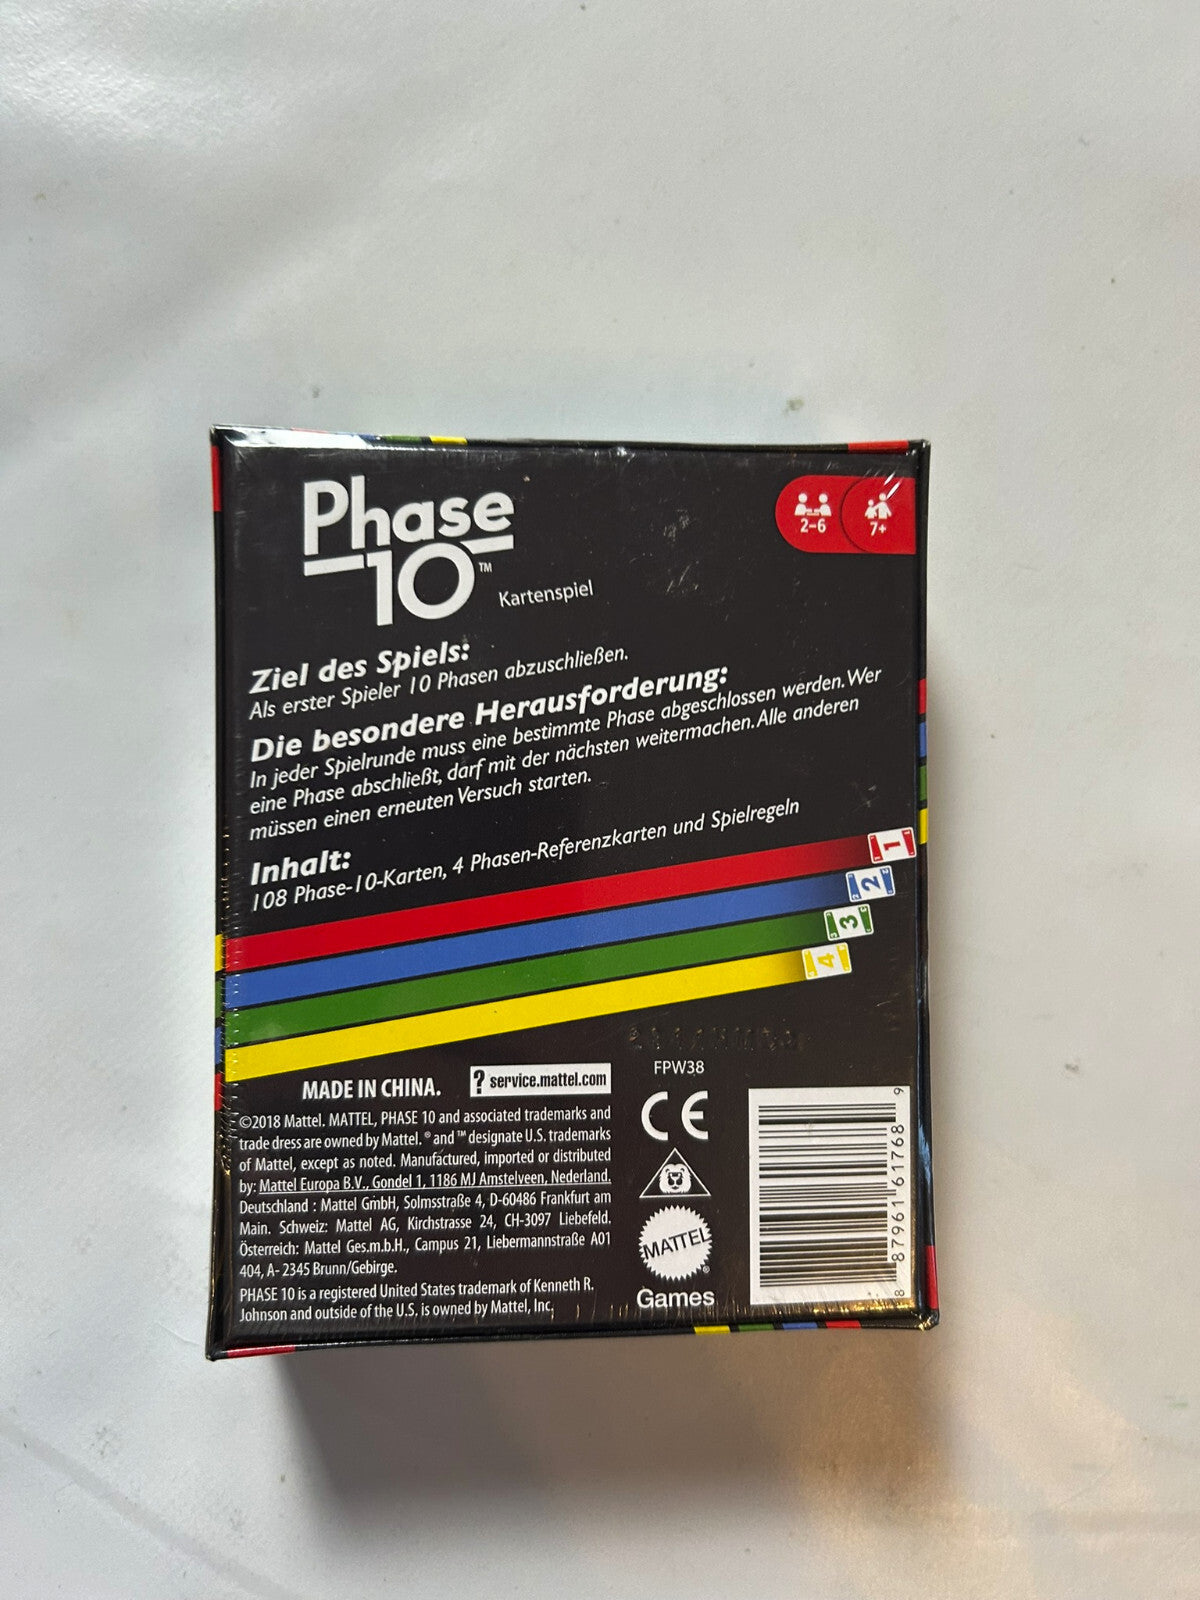 Phase
10™
Kartenspiel
2–6
7+
Ziel des Spiels:
Als erster Spieler 10 Phasen abzuschließen.
Die besondere Herausforderung:
In jeder Spielrunde muss eine bestimmte Phase abgeschlossen werden. Wer
eine Phase abschließt, darf mit der nächsten weitermachen. Alle anderen
müssen einen erneuten Versuch starten.
Inhalt:
108 Phase-10-Karten, 4 Phasen-Referenzkarten und Spielregeln
1
2
3
4
MADE IN CHINA.
? service.mattel.com
©2018 Mattel. MATTEL, PHASE 10 and associated trademarks and
trade dress are owned by Mattel. ® and ™ designate U.S. trademarks
of Mattel, except as noted. Manufactured, imported or distributed
by: Mattel Europa B.V., Gondel 1, 1186 MJ Amstelveen, Nederland.
Deutschland : Mattel GmbH, Solmsstraße 4, D-60486 Frankfurt am
Main. Schweiz: Mattel AG, Kirchstrasse 24, CH-3097 Liebefeld.
Österreich: Mattel Ges.m.b.H., Campus 21, Liebermannstraße A01
404, A- 2345 Brunn/Gebirge.
PHASE 10 is a registered United States trademark of Kenneth R.
Johnson and outside of the U.S. is owned by Mattel, Inc.
FPW38
CE
MATTEL®
Games
8 87961 61768 9